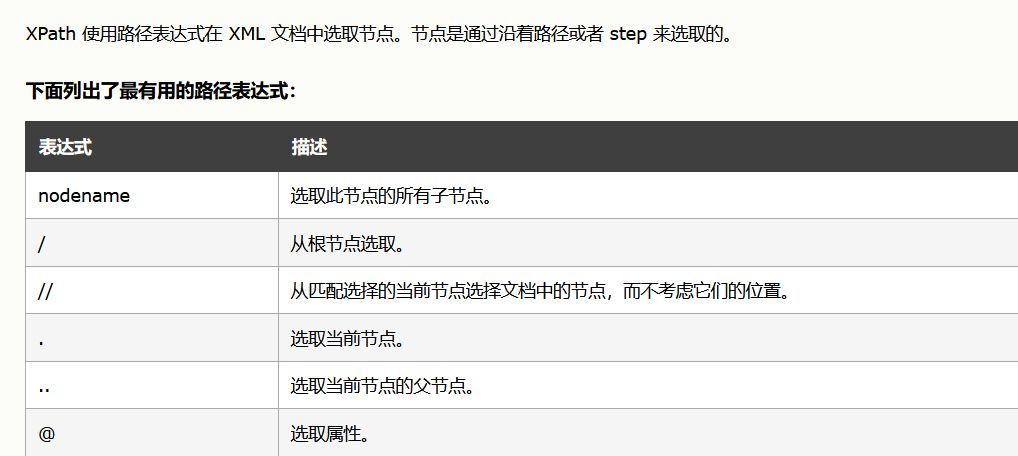 XPath 使用路径表达式在 XML 文档中选取节点。节点是通过沿着路径或者 step 来选取的。
下面列出了最有用的路径表达式：
表达式 描述
nodename 选取此节点的所有子节点。
/ 从根节点选取。
// 从匹配选择的当前节点选择文档中的节点，而不考虑它们的位置。
. 选取当前节点。
.. 选取当前节点的父节点。
@ 选取属性。